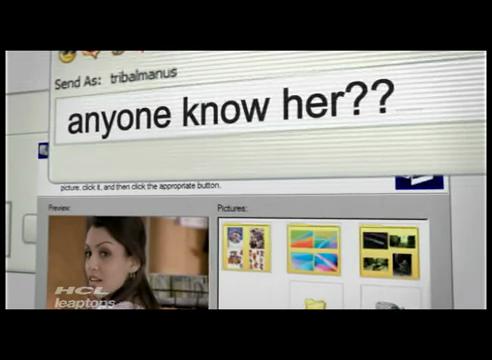 Send As: tribalmanus
anyone know her??
picture, click it, and then click the appropriate button.
Preview:
Pictures:
HCL
leaptops